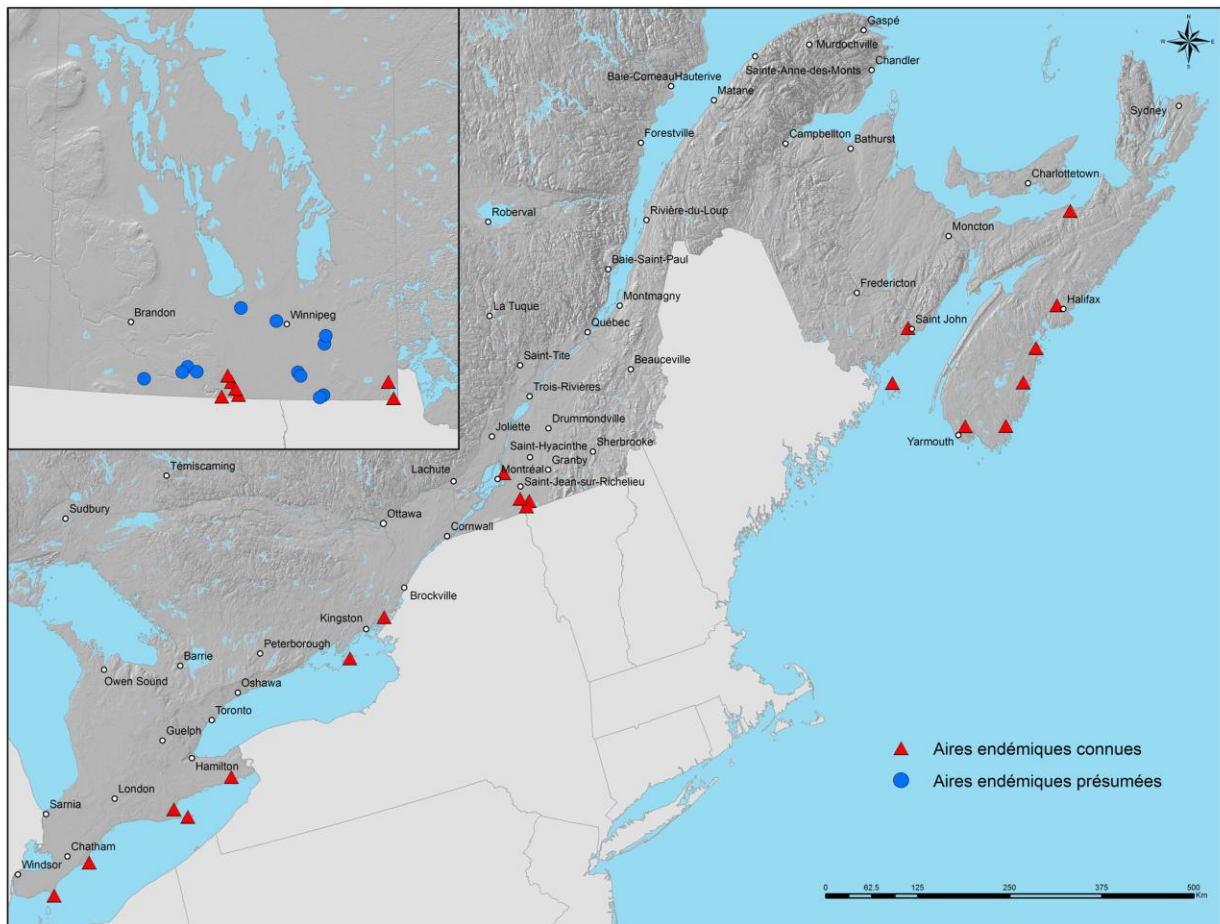 Gaspé
Murdochville
Sainte-Anne-des-Monts
Chandler
Baie-ComeauHauterive
Matane
Sydney
Forestville
Campbellton
Bathurst
Charlottetown
Roberval
Rivière-du-Loup
Moncton
Baie-Saint-Paul
Fredericton
La Tuque
Montmagny
Halifax
Brandon
Winnipeg
Québec
Saint John
Saint-Tite
Beauceville
Trois-Rivières
Drummondville
Joliette
Saint-Hyacinthe
Sherbrooke
Yarmouth
Granby
Témiscaming
Lachute
Montréal
Saint-Jean-sur-Richelieu
Sudbury
Ottawa
Cornwall
Brockville
Kingston
Peterborough
Barrie
Owen Sound
Oshawa
Toronto
Guelph
Hamilton
London
Sarnia
Chatham
Windsor
Aires endémiques connues
Aires endémiques présumées
0 62.5 125 250 375 500
Km
N
W E
S